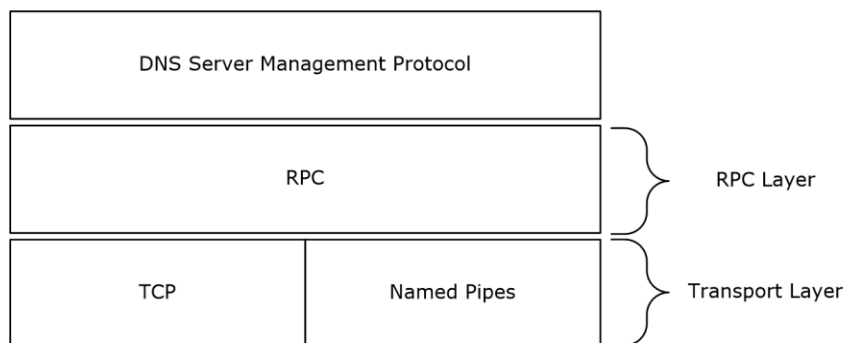 DNS Server Management Protocol
RPC
RPC Layer
TCP
Named Pipes
Transport Layer